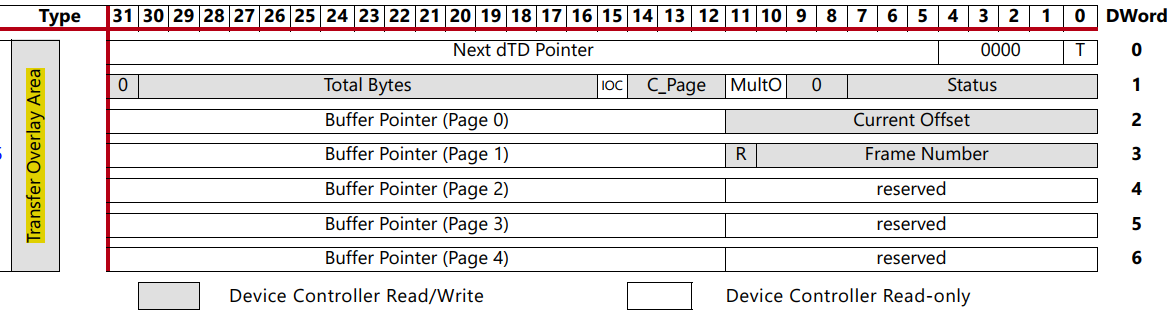 Type 31 30 29 28 27 26 25 24 23 22 21 20 19 18 17 16 15 14 13 12 11 10 9 8 7 6 5 4 3 2 1 0 DWord
Transfer Overlay Area
Next dTD Pointer 0000 T 0
0 Total Bytes IOC C_Page MultO 0 Status 1
Buffer Pointer (Page 0) Current Offset 2
Buffer Pointer (Page 1) R Frame Number 3
Buffer Pointer (Page 2) reserved 4
Buffer Pointer (Page 3) reserved 5
Buffer Pointer (Page 4) reserved 6
Device Controller Read/Write Device Controller Read-only